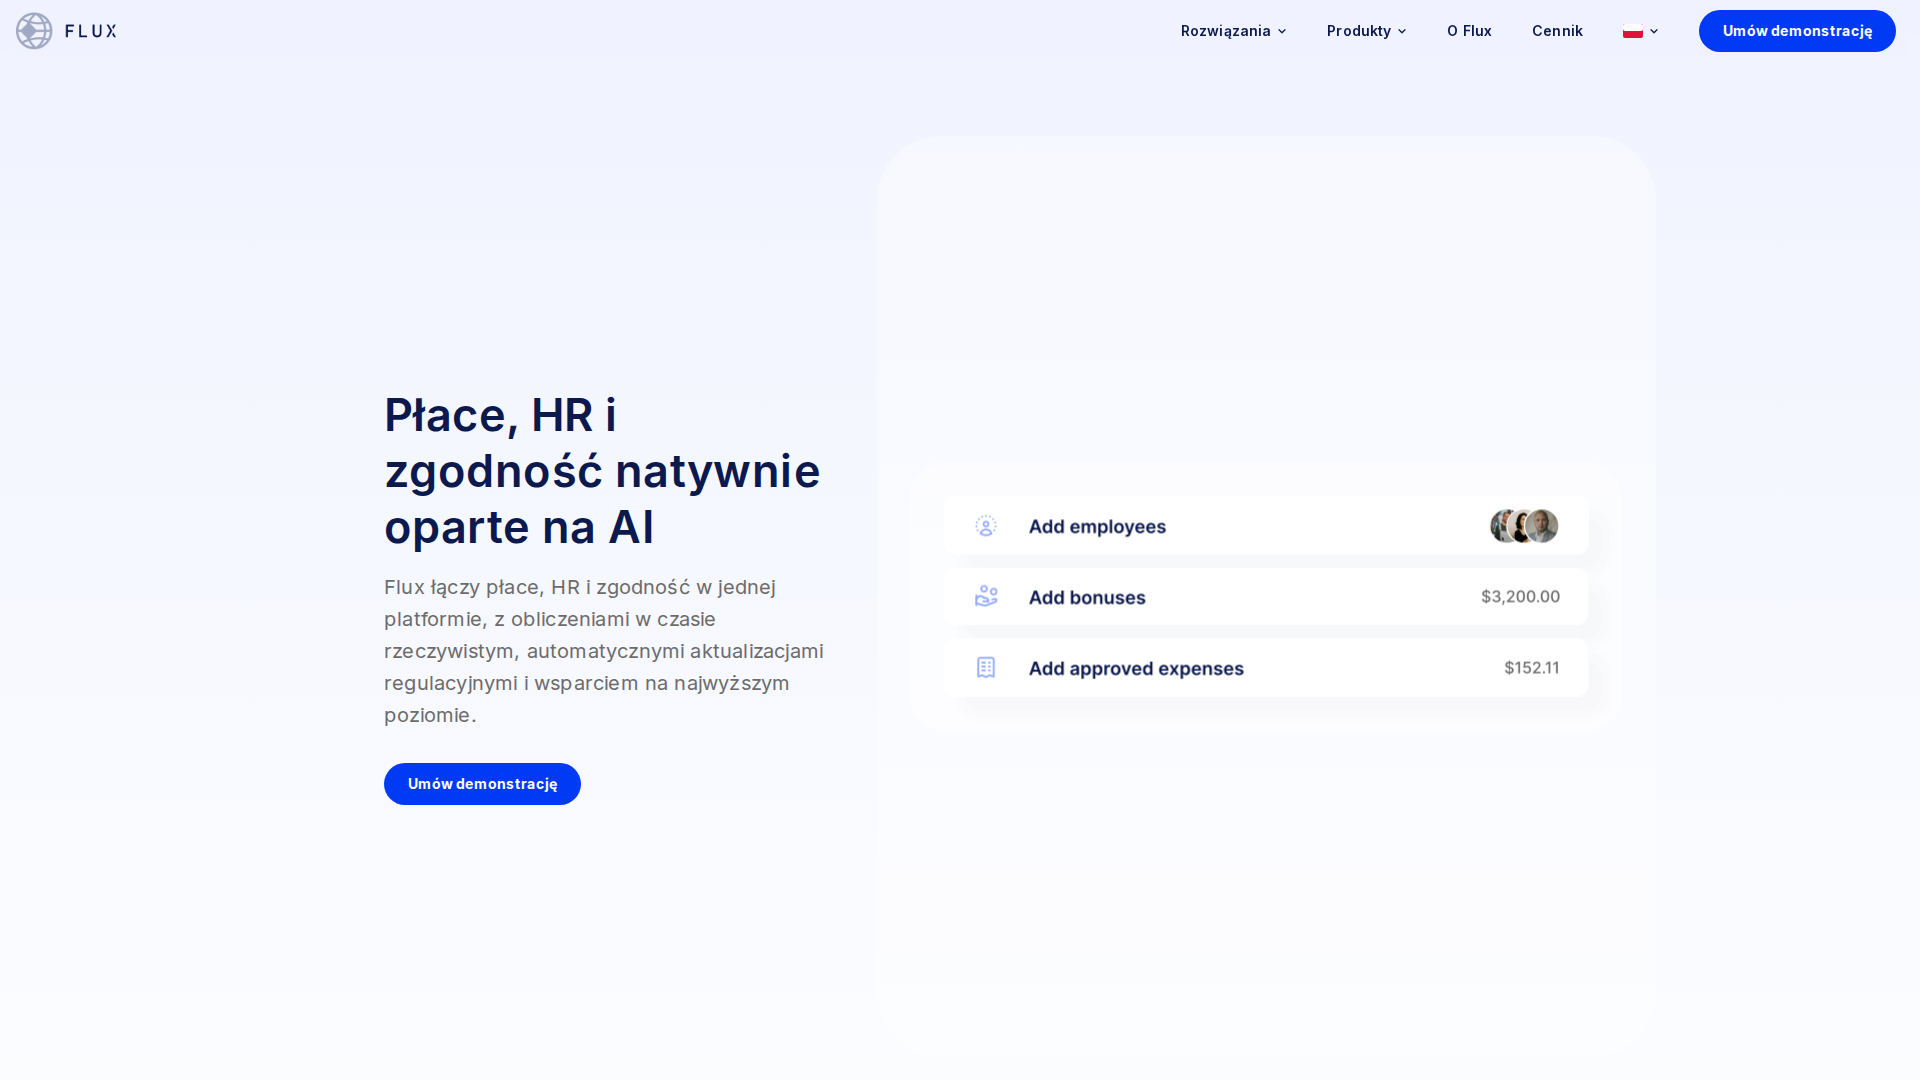 FLUX
Rozwiązania
Produkty
O Flux
Cennik
Umów demonstrację
Płace, HR i
zgodność natywnie
oparte na AI
Flux łączy płace, HR i zgodność w jednej
platformie, z obliczeniami w czasie
rzeczywistym, automatycznymi aktualizacjami
regulacyjnymi i wsparciem na najwyższym
poziomie.
Umów demonstrację
Add employees
Add bonuses $3,200.00
Add approved expenses $152.11